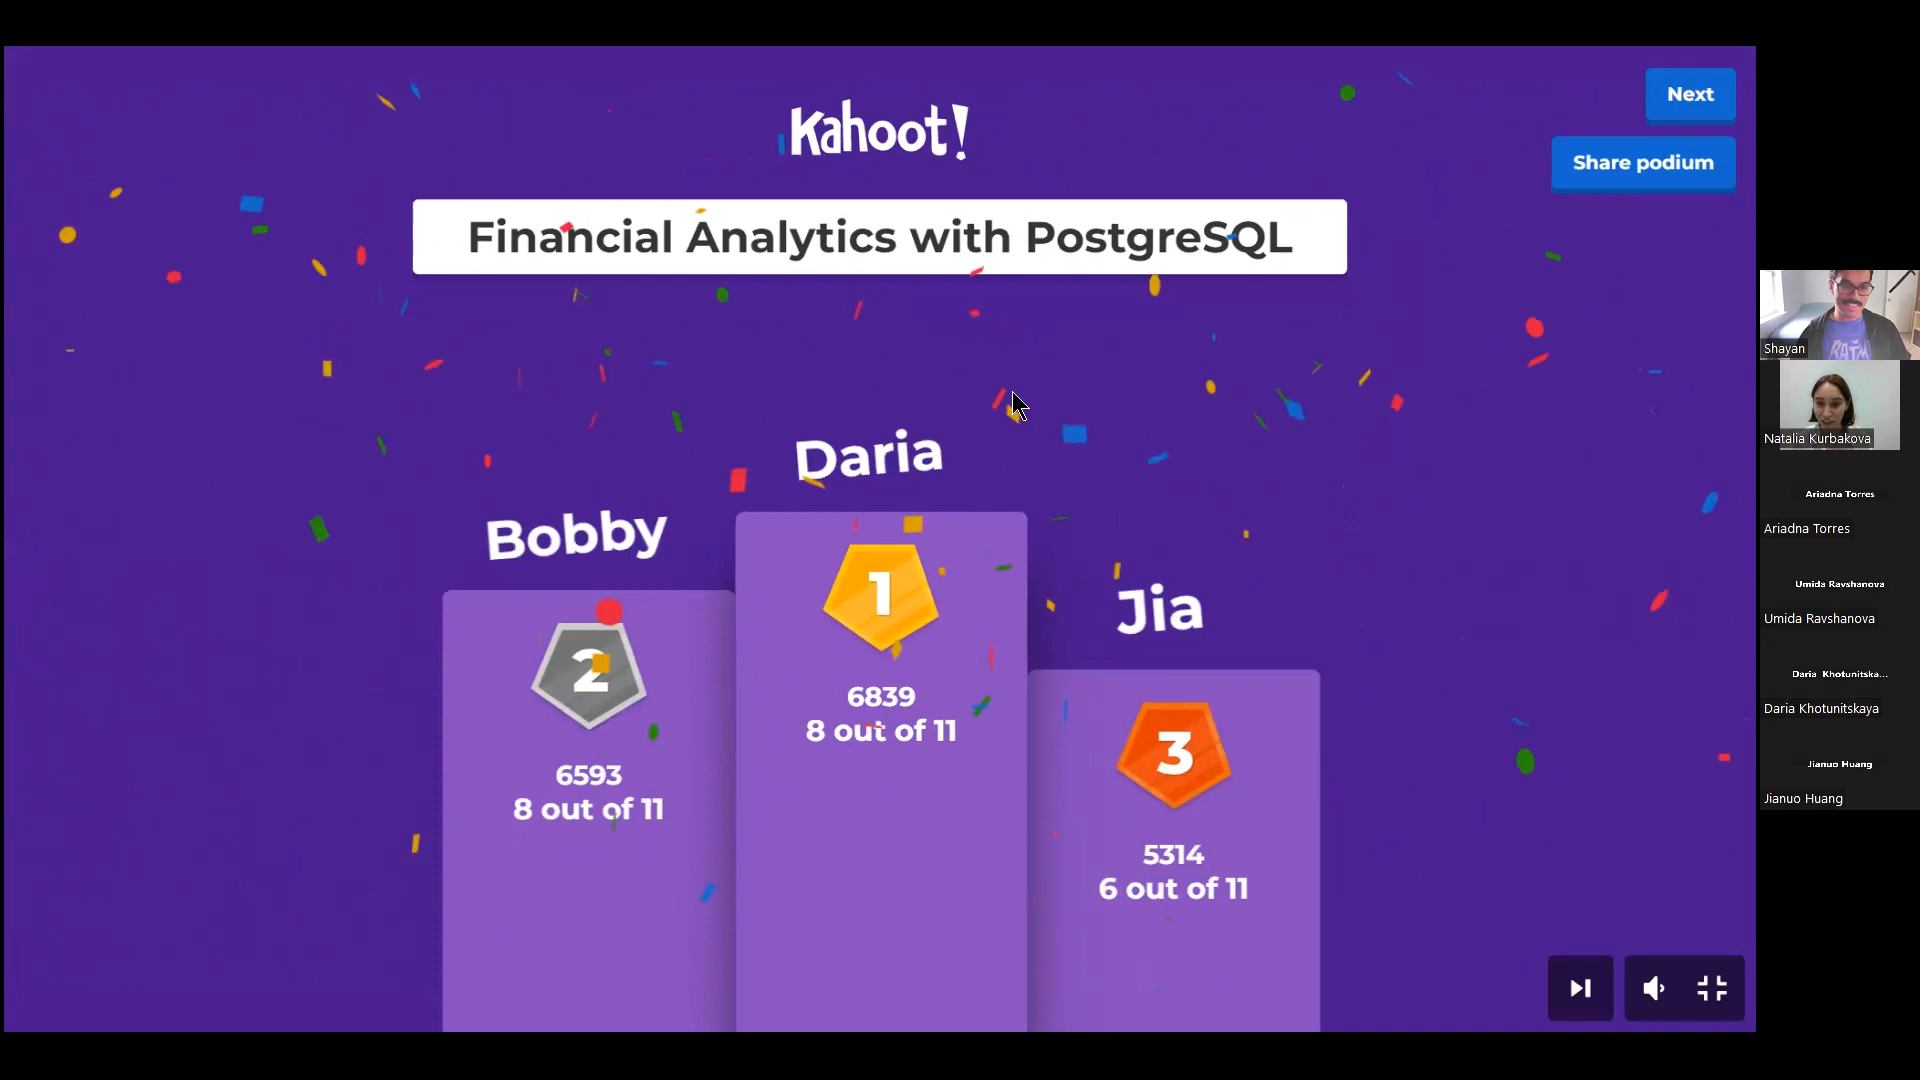 Kahoot!
Next
Share podium
Financial Analytics with PostgreSQL
Daria
Bobby
Jia
1
6839
8 out of 11
2
6593
8 out of 11
3
5314
6 out of 11
Shayan
Natalia Kurbakova
Ariadna Torres
Ariadna Torres
Umida Ravshanova
Umida Ravshanova
Daria Khotunitska...
Daria Khotunitskaya
Jianuo Huang
Jianuo Huang